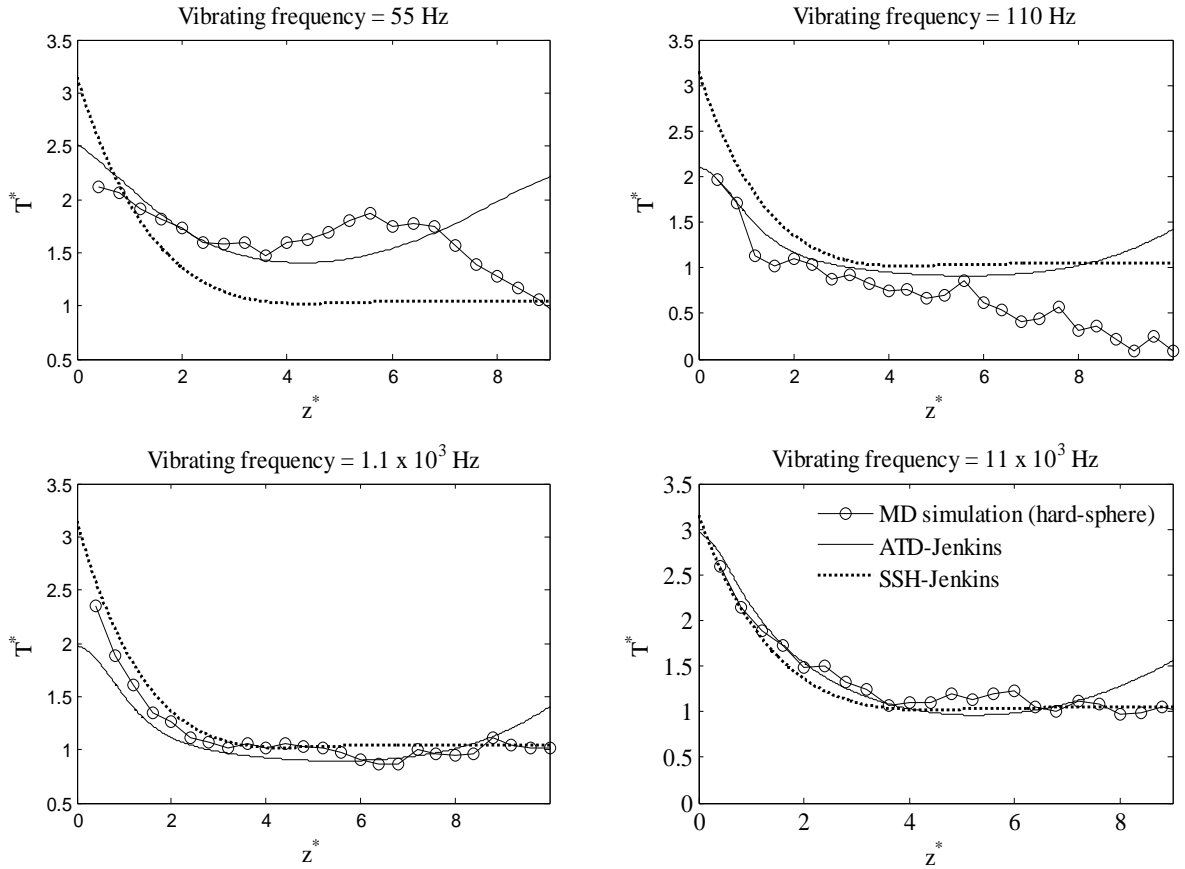 Vibrating frequency = 55 Hz
3.5
3
2.5
2
1.5
1
0.5
T*
0 2 4 6 8
z*
Vibrating frequency = 110 Hz
3.5
3
2.5
2
1.5
1
0.5
0
T*
0 2 4 6 8
z*
Vibrating frequency = 1.1 x 10³ Hz
3.5
3
2.5
2
1.5
1
0.5
T*
0 2 4 6 8
z*
Vibrating frequency = 11 x 10³ Hz
3.5
3
2.5
2
1.5
1
0.5
0
T*
MD simulation (hard-sphere)
ATD-Jenkins
SSH-Jenkins
0 2 4 6 8
z*